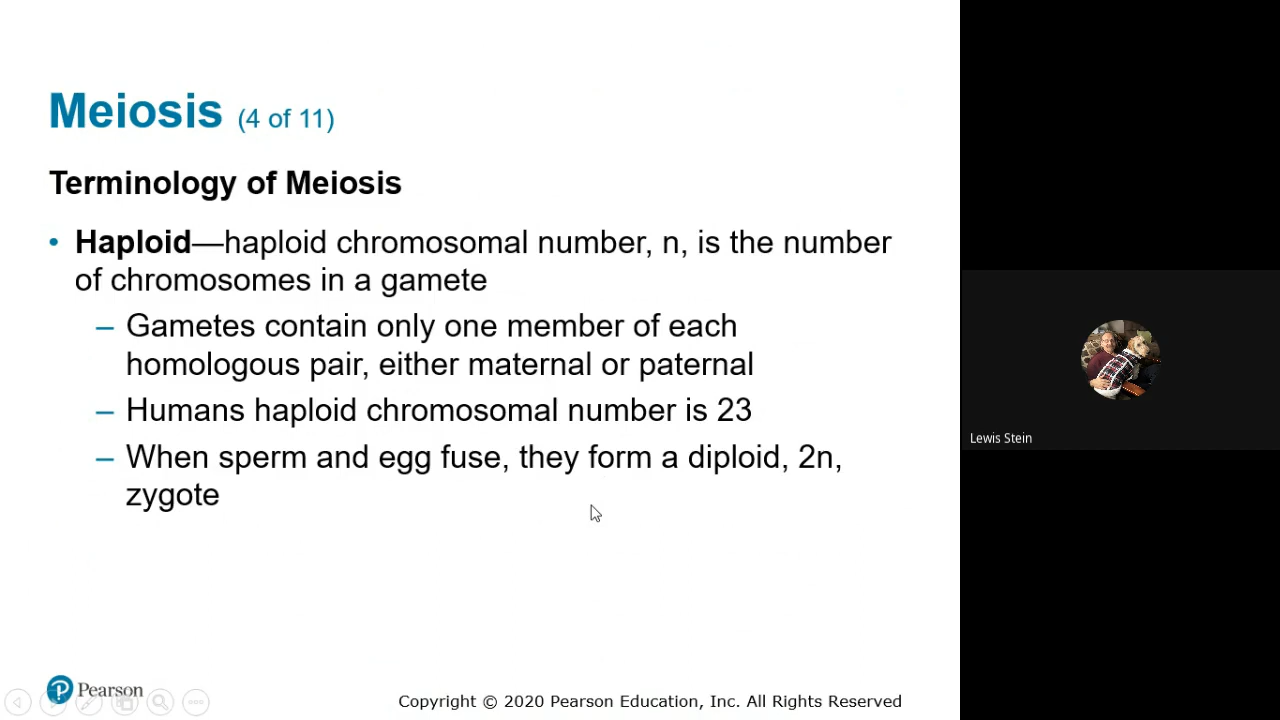 Meiosis (4 of 11)
Terminology of Meiosis
• Haploid—haploid chromosomal number, n, is the number
of chromosomes in a gamete
– Gametes contain only one member of each
homologous pair, either maternal or paternal
– Humans haploid chromosomal number is 23
– When sperm and egg fuse, they form a diploid, 2n,
zygote
Lewis Stein
Pearson
Copyright © 2020 Pearson Education, Inc. All Rights Reserved